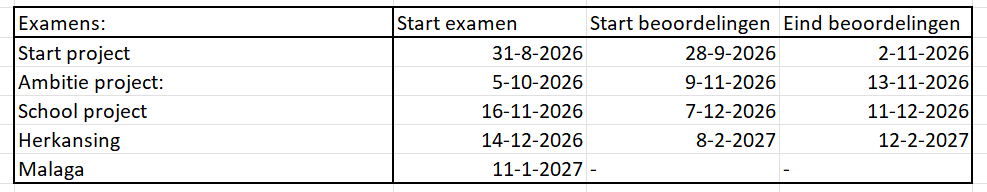 Examens: Start examen Start beoordelingen Eind beoordelingen
Start project 31-8-2026 28-9-2026 2-11-2026
Ambitie project: 5-10-2026 9-11-2026 13-11-2026
School project 16-11-2026 7-12-2026 11-12-2026
Herkansing 14-12-2026 8-2-2027 12-2-2027
Malaga 11-1-2027 - -